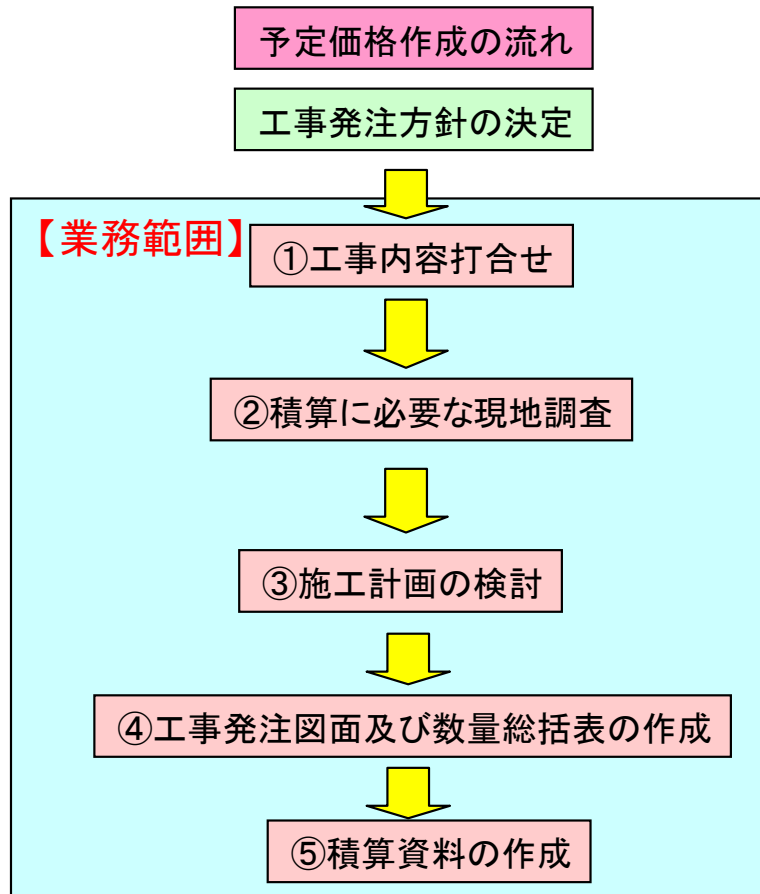 予定価格作成の流れ
工事発注方針の決定
【業務範囲】
①工事内容打合せ
②積算に必要な現地調査
③施工計画の検討
④工事発注図面及び数量総括表の作成
⑤積算資料の作成